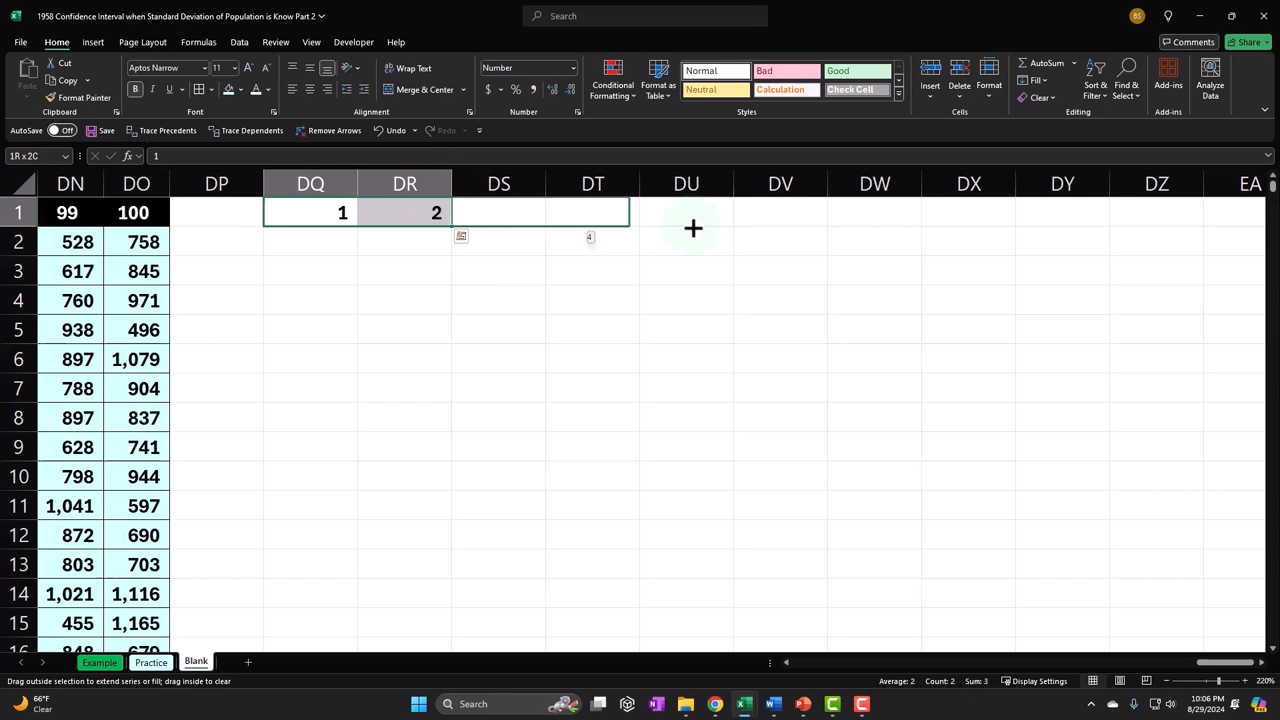 1958 Confidence Interval when Standard Deviation of Population is Know Part 2
Search
BS
File Home Insert Page Layout Formulas Data Review View Developer Help
Comments Share
Paste
Cut
Copy
Format Painter
Clipboard
Aptos Narrow 11
Font
Wrap Text
Merge & Center
Alignment
Number
Number
Conditional Formatting
Format as Table
Normal Bad Good
Neutral Calculation Check Cell
Styles
Insert Delete Format
Cells
AutoSum
Fill
Clear
Sort & Filter
Find & Select
Editing
Add-ins
Add-ins
Analyze Data
AutoSave Off Save Trace Precedents Trace Dependents Remove Arrows Undo Redo
1R x 2C fx 1
DN DO DP DQ DR DS DT DU DV DW DX DY DZ EA
1 99 100 1 2
2 528 758 4
3 617 845
4 760 971
5 938 496
6 897 1,079
7 788 904
8 897 837
9 628 741
10 798 944
11 1,041 597
12 872 690
13 803 703
14 1,021 1,116
15 455 1,165
16 848 679
Example Practice Blank
Drag outside selection to extend series or fill; drag inside to clear Average: 2 Count: 2 Sum: 3 Display Settings 220%
66°F
Clear
Search
10:06 PM
8/29/2024